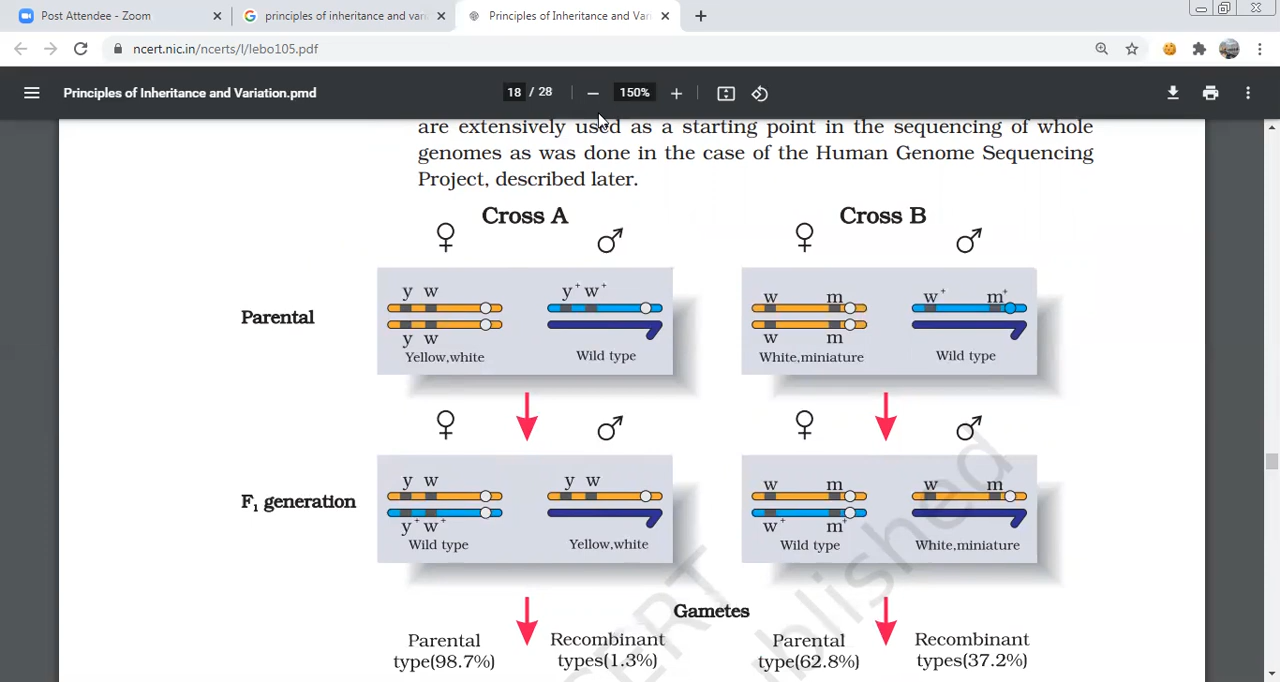 Post Attendee - Zoom
principles of inheritance and var
Principles of Inheritance and Var
ncert.nic.in/ncerts/l/lebo105.pdf
Principles of Inheritance and Variation.pmd
18 / 28
150%
are extensively used as a starting point in the sequencing of whole
genomes as was done in the case of the Human Genome Sequencing
Project, described later.
Cross A Cross B
♀ ♂ ♀ ♂
Parental
y w y⁺ w⁺ w m w⁺ m⁺
y w w m
Yellow,white Wild type White,miniature Wild type
♀ ♂ ♀ ♂
F₁ generation
y w y w w m w m
y⁺ w⁺ w⁺ m⁺
Wild type Yellow,white Wild type White,miniature
Gametes
Parental Recombinant Parental Recombinant
type(98.7%) types(1.3%) type(62.8%) types(37.2%)